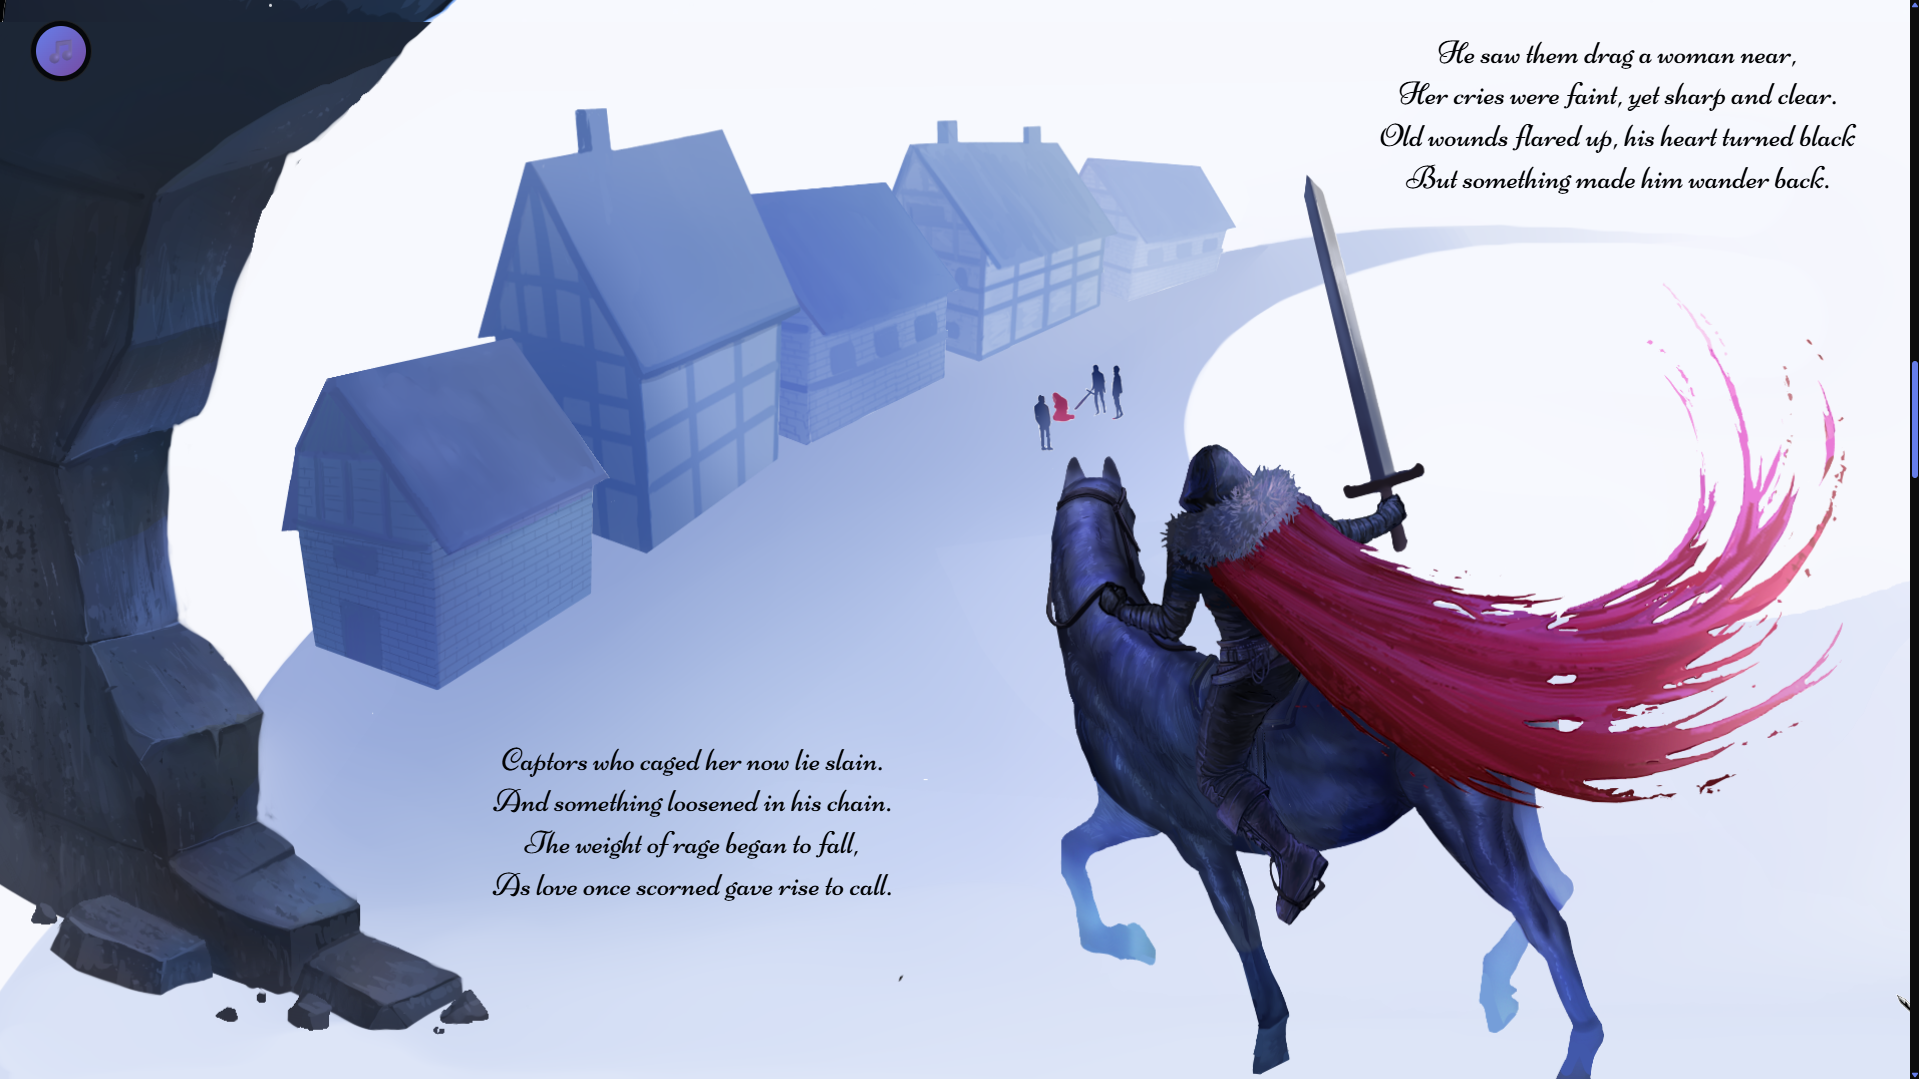 He saw them drag a woman near,
Her cries were faint, yet sharp and clear.
Old wounds flared up, his heart turned black
But something made him wander back.
Captors who caged her now lie slain.
And something loosened in his chain.
The weight of rage began to fall,
As love once scorned gave rise to call.